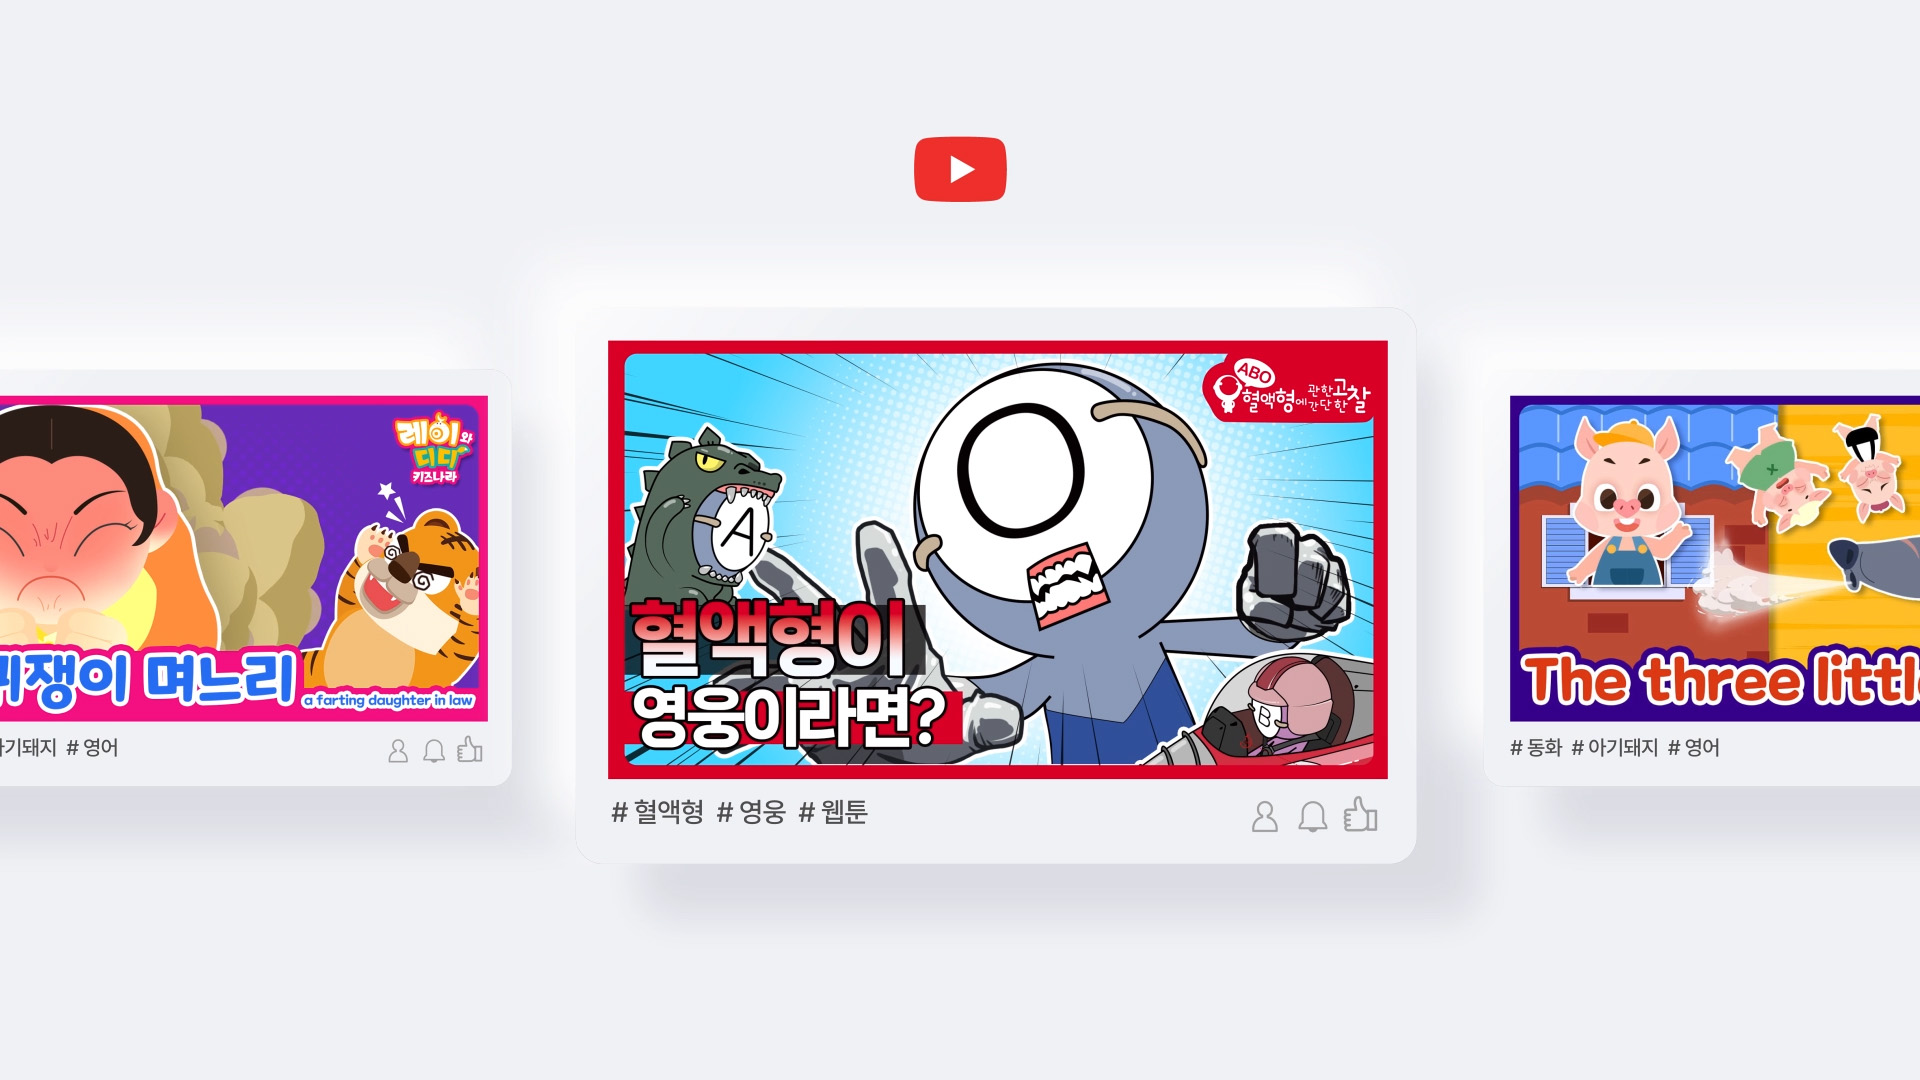 레이와
디디
키즈나라
쟁이 며느리
a farting daughter in law
아기돼지 # 영어
ABO
혈액형에 관한 간단한 고찰
O
A
B
혈액형이
영웅이라면?
# 혈액형 # 영웅 # 웹툰
The three little
# 동화 # 아기돼지 # 영어